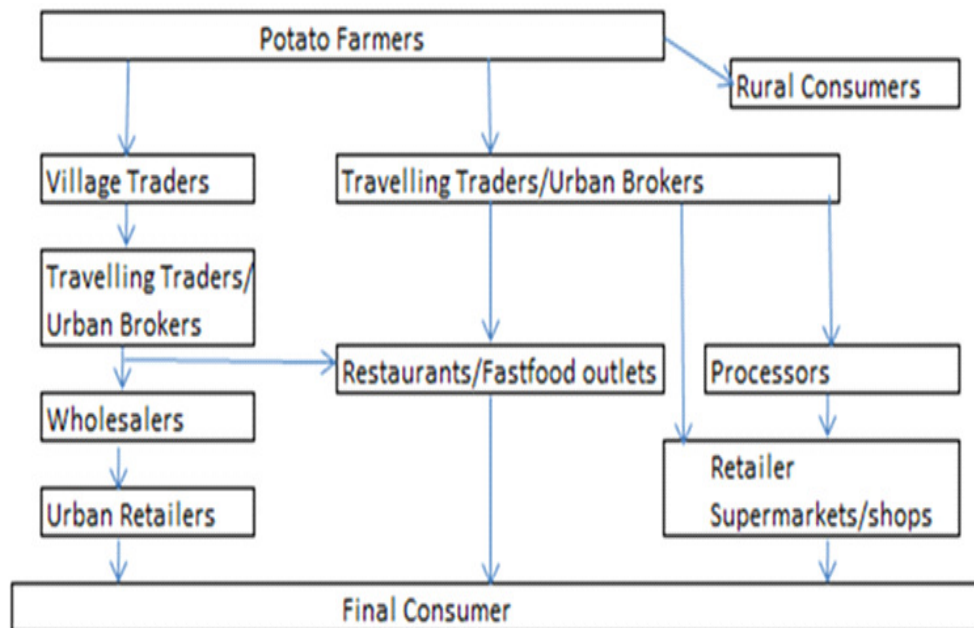 Potato Farmers
Rural Consumers
Village Traders
Travelling Traders/Urban Brokers
Travelling Traders/
Urban Brokers
Restaurants/Fastfood outlets
Processors
Wholesalers
Retailer
Supermarkets/shops
Urban Retailers
Final Consumer